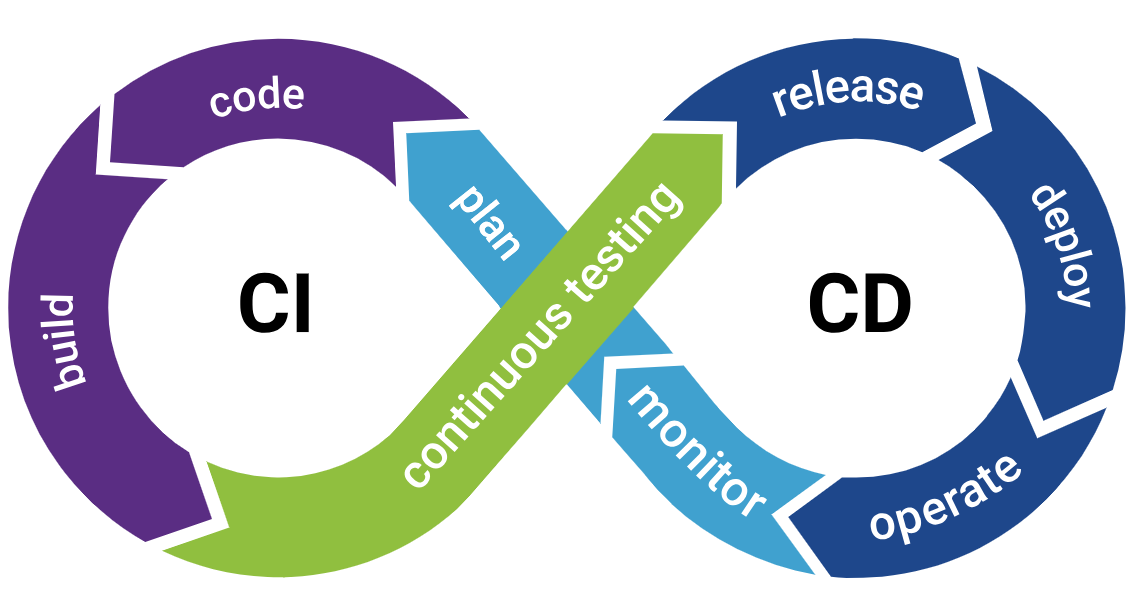 code
build
CI
plan
continuous testing
release
deploy
CD
operate
monitor